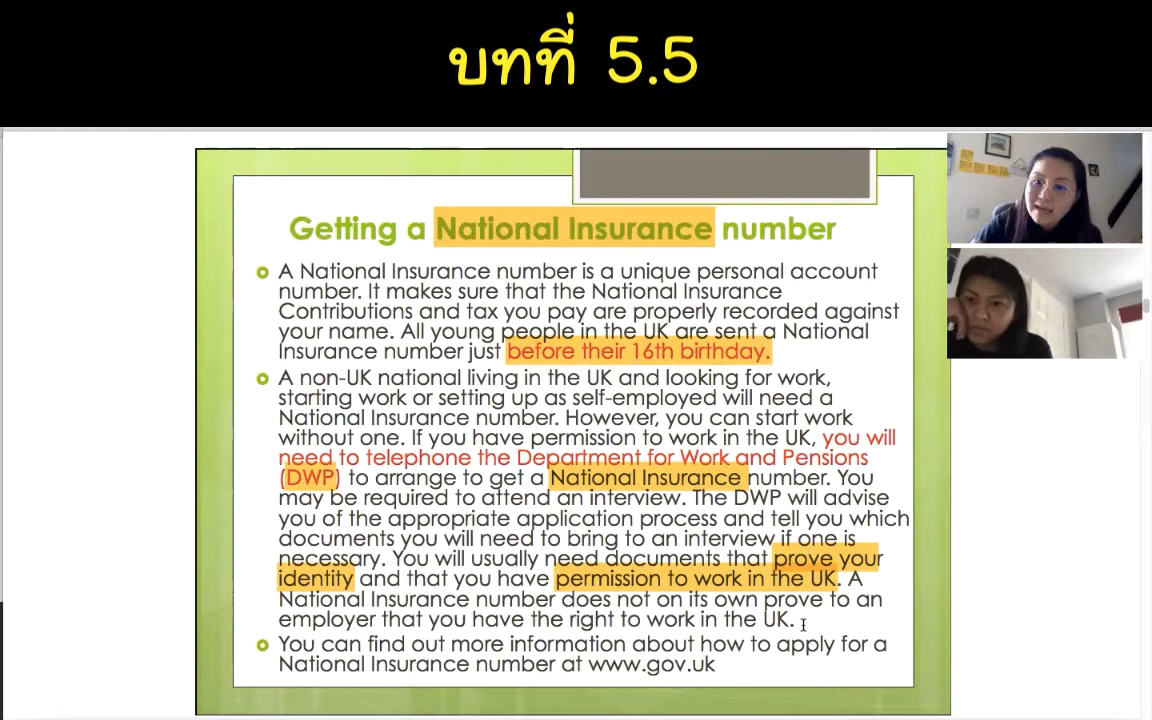 บทที่ 5.5
Getting a National Insurance number
A National Insurance number is a unique personal account
number. It makes sure that the National Insurance
Contributions and tax you pay are properly recorded against
your name. All young people in the UK are sent a National
Insurance number just before their 16th birthday.
A non-UK national living in the UK and looking for work,
starting work or setting up as self-employed will need a
National Insurance number. However, you can start work
without one. If you have permission to work in the UK, you will
need to telephone the Department for Work and Pensions
(DWP) to arrange to get a National Insurance number. You
may be required to attend an interview. The DWP will advise
you of the appropriate application process and tell you which
documents you will need to bring to an interview if one is
necessary. You will usually need documents that prove your
identity and that you have permission to work in the UK. A
National Insurance number does not on its own prove to an
employer that you have the right to work in the UK.
You can find out more information about how to apply for a
National Insurance number at www.gov.uk